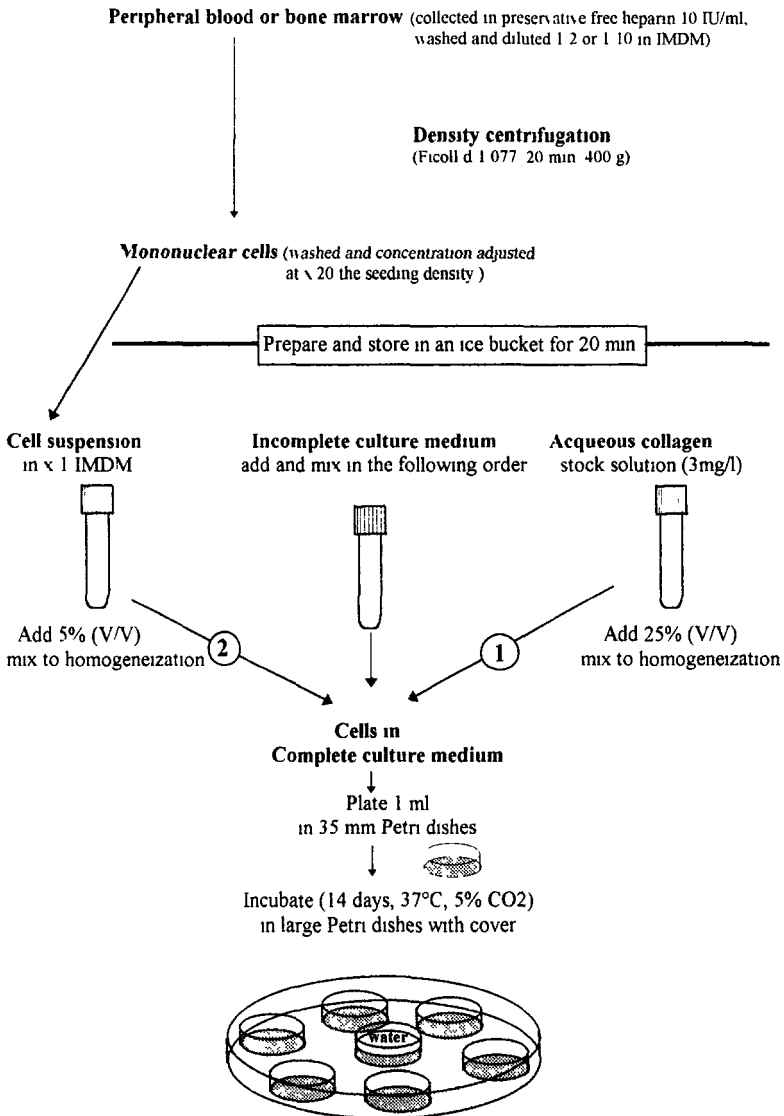 Peripheral blood or bone marrow (collected in preservative free heparin 10 IU/ml,
washed and diluted 1 2 or 1 10 in IMDM)
Density centrifugation
(Ficoll d 1 077 20 min 400 g)
Mononuclear cells (washed and concentration adjusted
at x 20 the seeding density )
Prepare and store in an ice bucket for 20 min
Cell suspension
in x 1 IMDM
Incomplete culture medium
add and mix in the following order
Acqueous collagen
stock solution (3mg/l)
Add 5% (V/V)
mix to homogeneization
2
1
Add 25% (V/V)
mix to homogeneization
Cells in
Complete culture medium
Plate 1 ml
in 35 mm Petri dishes
Incubate (14 days, 37°C, 5% CO2)
in large Petri dishes with cover
water